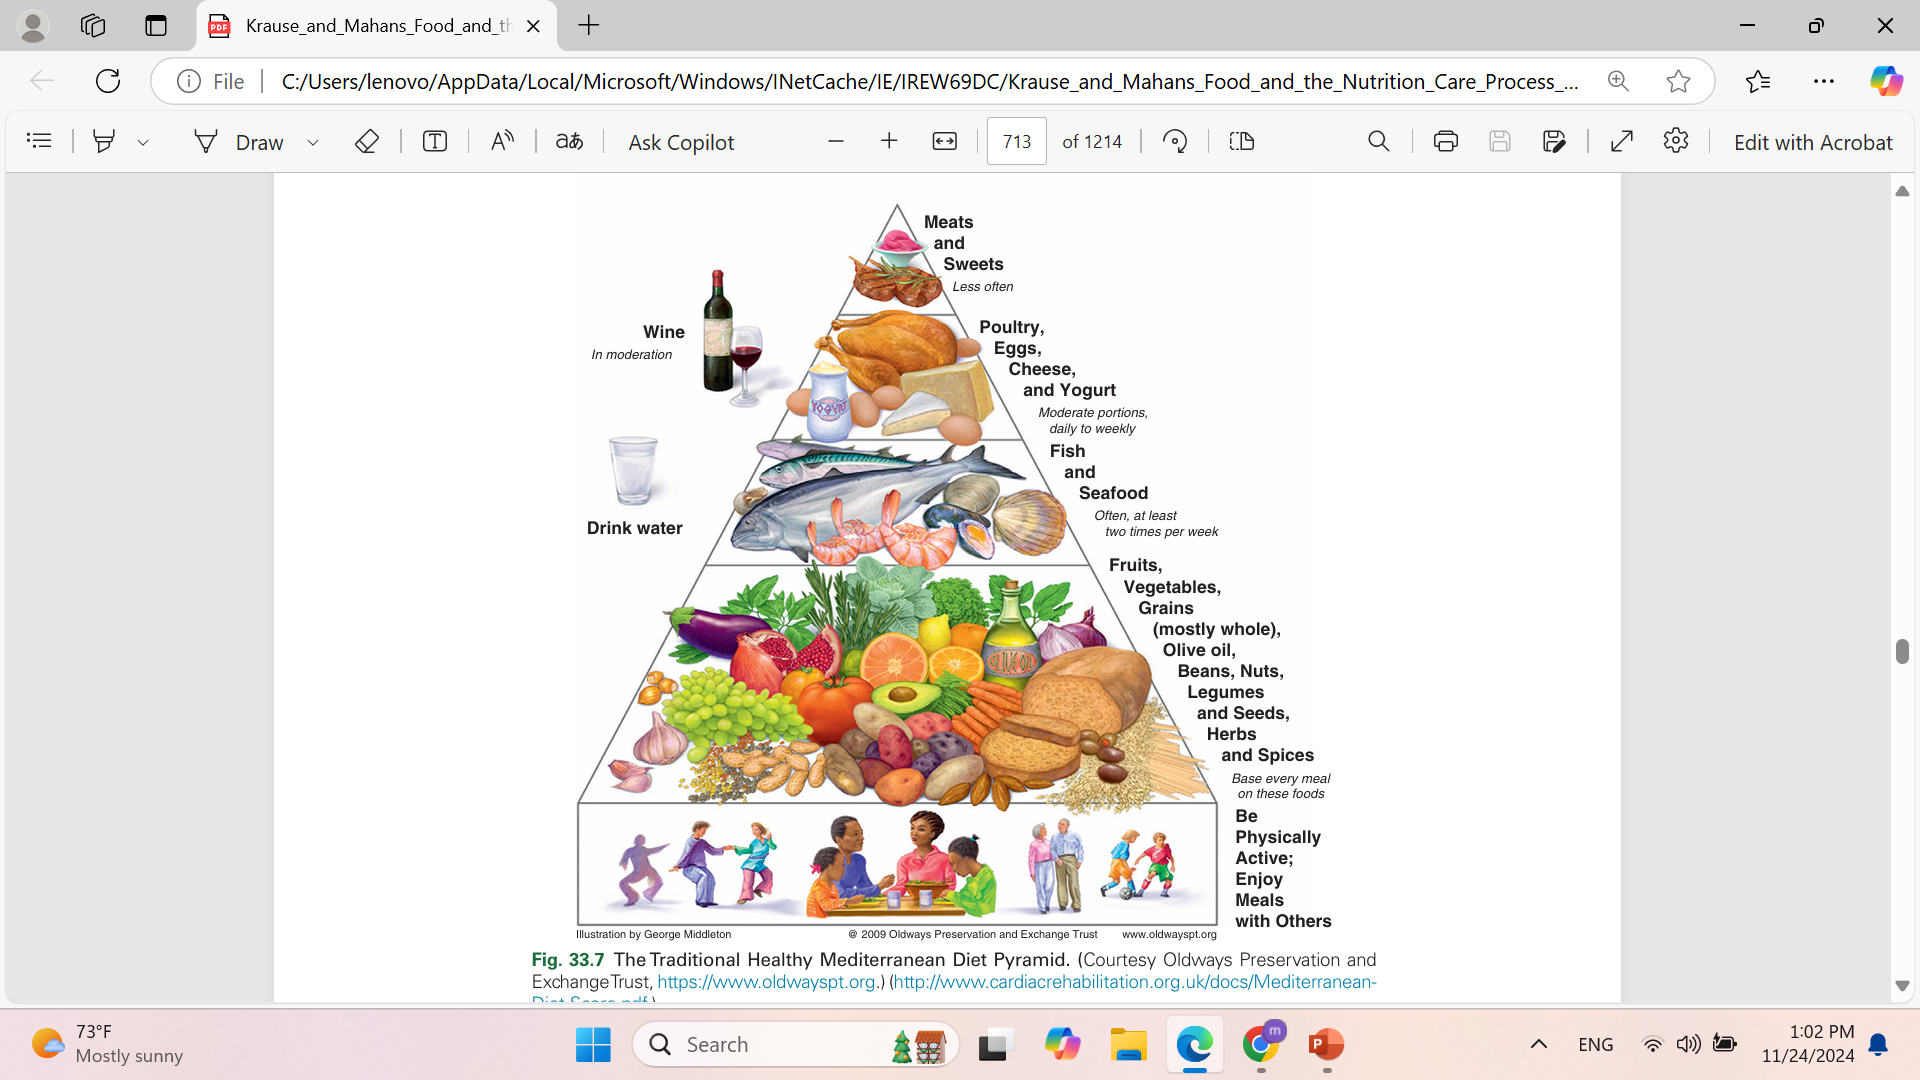 Krause_and_Mahans_Food_and_th
File
C:/Users/lenovo/AppData/Local/Microsoft/Windows/INetCache/IE/IREW69DC/Krause_and_Mahans_Food_and_the_Nutrition_Care_Process_...
Draw
Ask Copilot
713 of 1214
Edit with Acrobat
Meats
and
Sweets
Less often
Wine
In moderation
Poultry,
Eggs,
Cheese,
and Yogurt
Moderate portions,
daily to weekly
YOGURT
Drink water
Fish
and
Seafood
Often, at least
two times per week
Fruits,
Vegetables,
Grains
(mostly whole),
Olive oil,
Beans, Nuts,
Legumes
and Seeds,
Herbs
and Spices
Base every meal
on these foods
OLIVE OIL
Be
Physically
Active;
Enjoy
Meals
with Others
Illustration by George Middleton
© 2009 Oldways Preservation and Exchange Trust
www.oldwayspt.org
Fig. 33.7 The Traditional Healthy Mediterranean Diet Pyramid. (Courtesy Oldways Preservation and
Exchange Trust, https://www.oldwayspt.org.) (http://www.cardiacrehabilitation.org.uk/docs/Mediterranean-
Diet-Score.pdf.)
73°F
Mostly sunny
Search
ENG
1:02 PM
11/24/2024